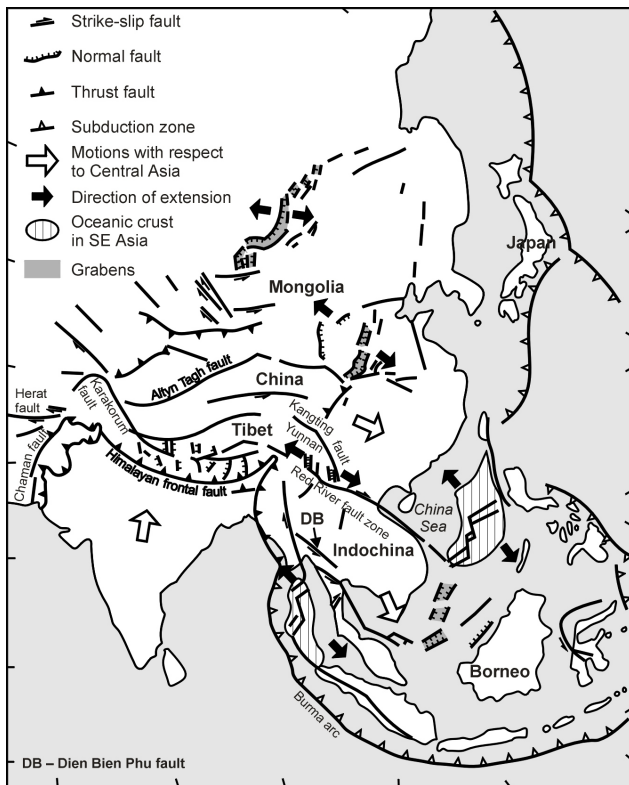 Strike-slip fault
Normal fault
Thrust fault
Subduction zone
Motions with respect
to Central Asia
Direction of extension
Oceanic crust
in SE Asia
Grabens
Japan
Mongolia
Altyn Tagh fault
China
Herat
fault
Karakorum
fault
Kangting fault
Tibet
Yunnan
Chaman fault
Himalayan frontal fault
Red River fault zone
China
Sea
DB
Indochina
Borneo
Burma arc
DB – Dien Bien Phu fault